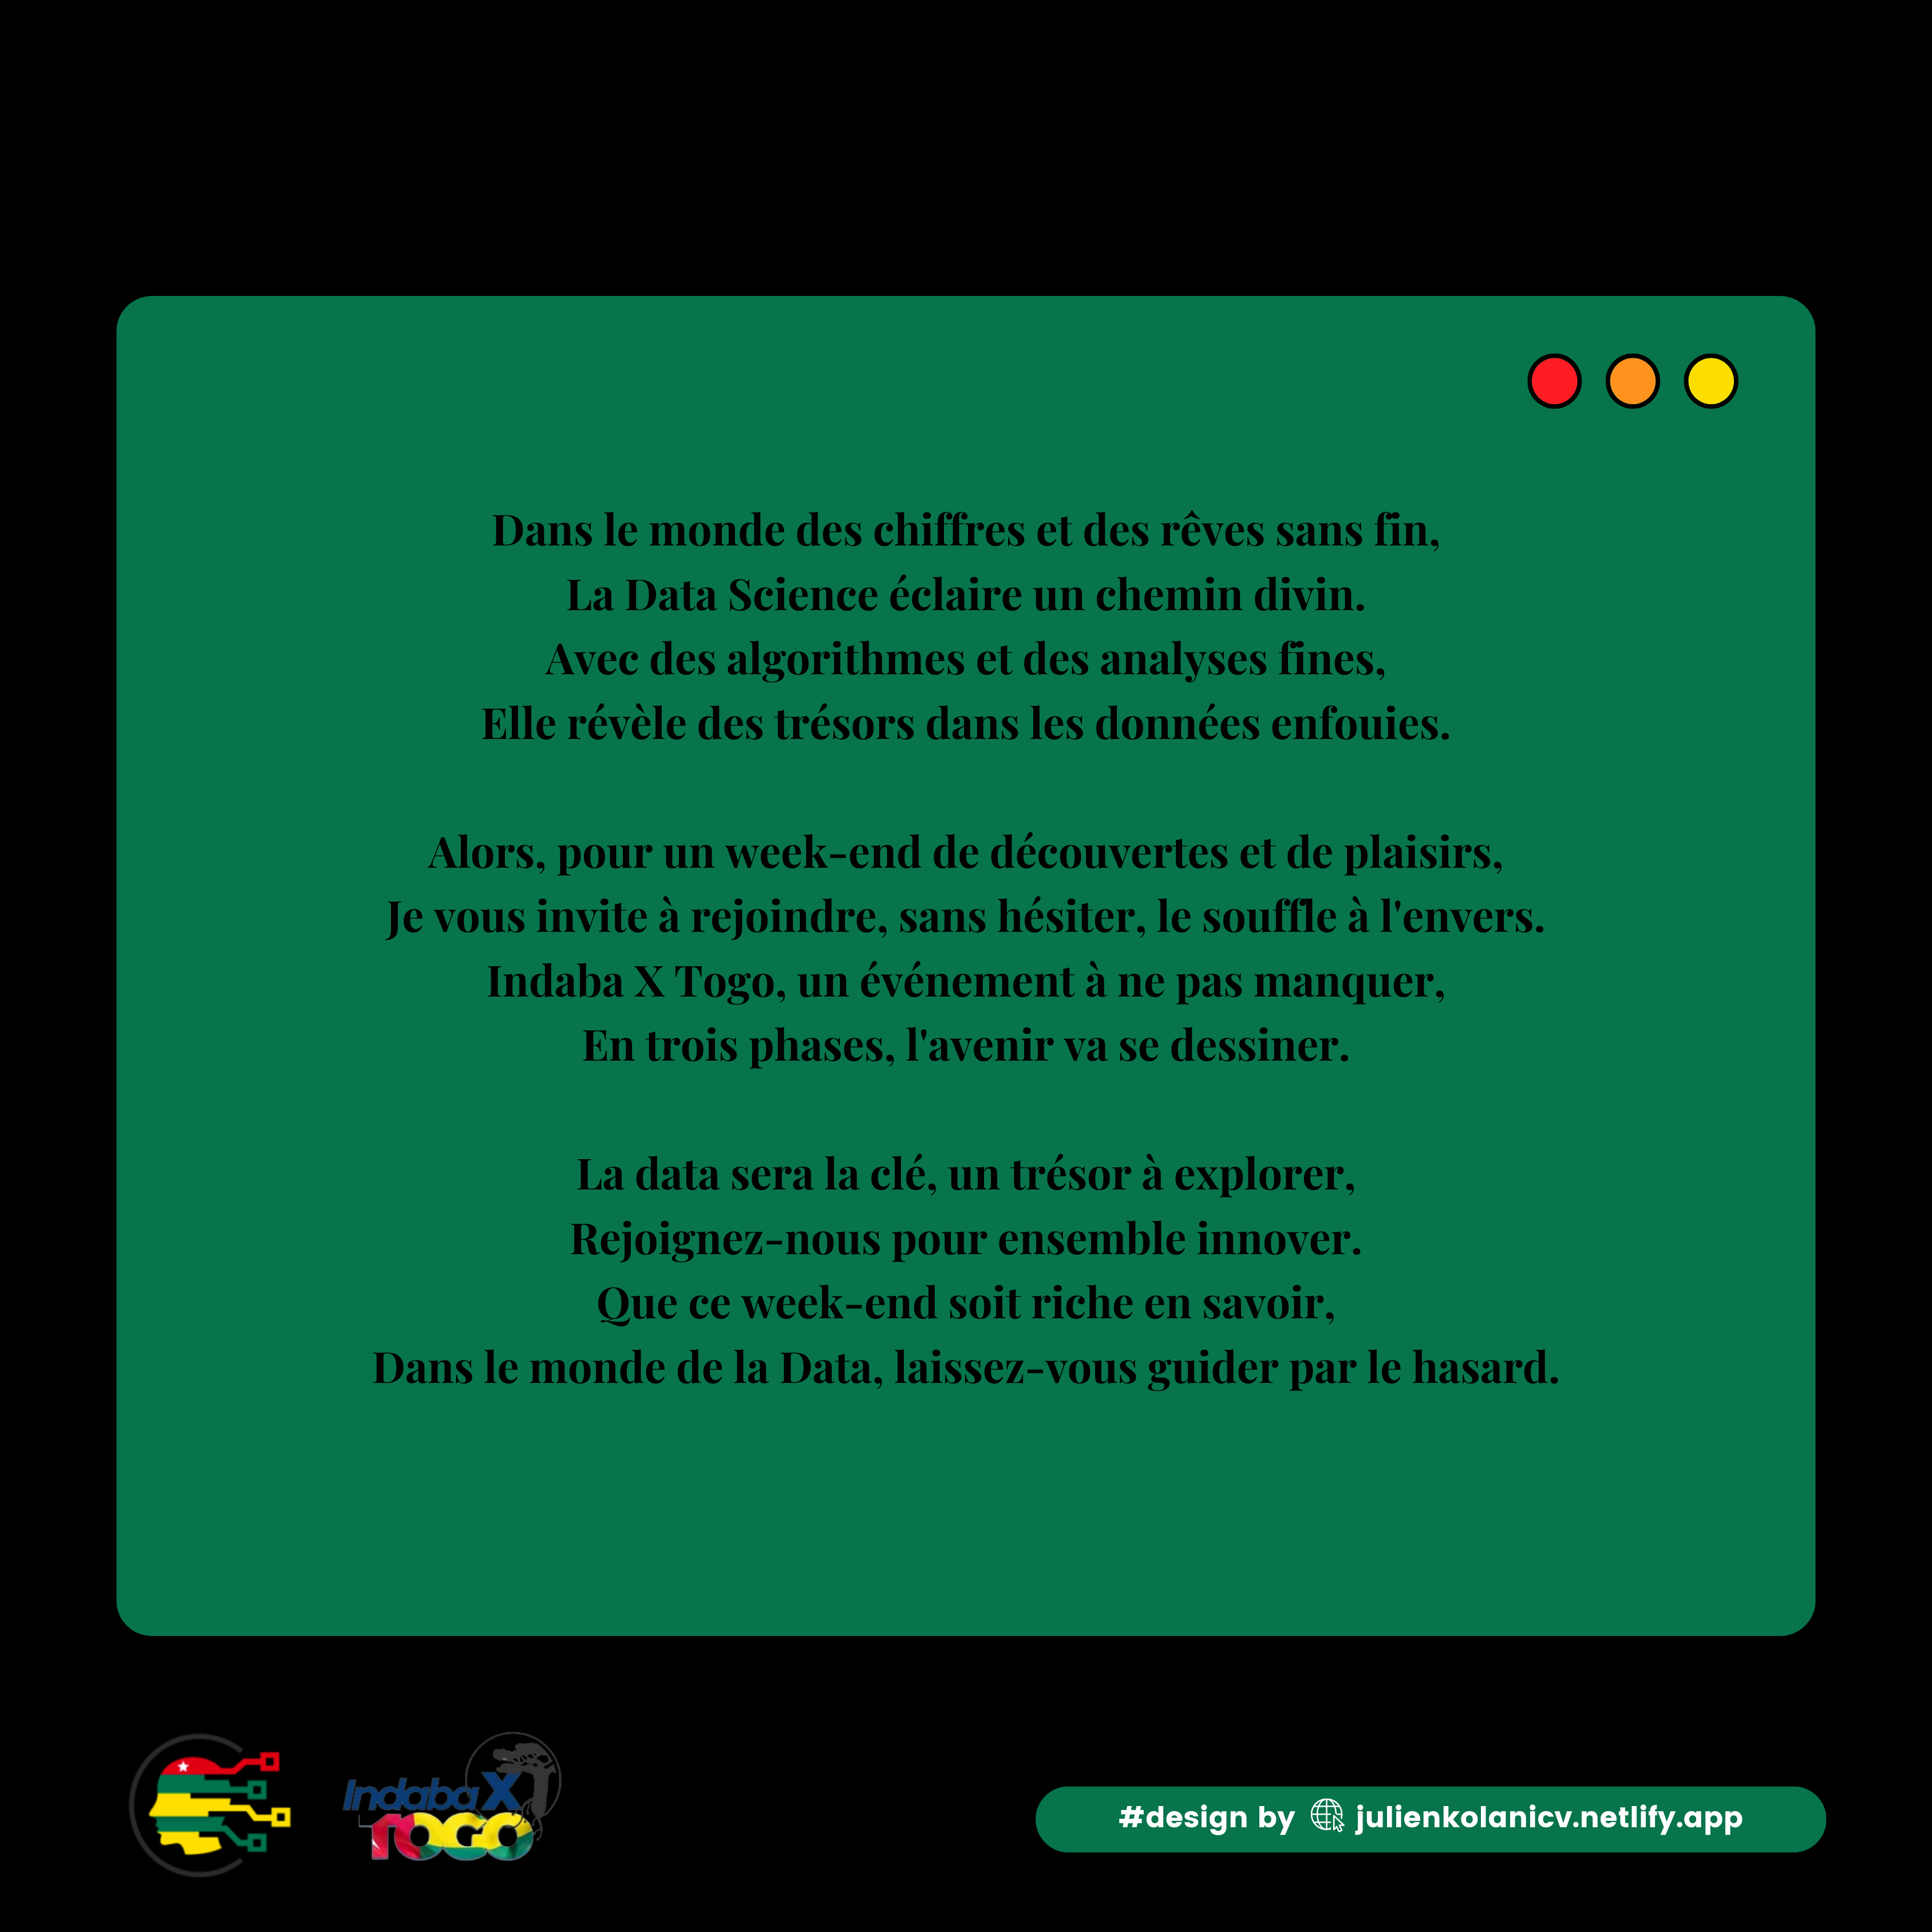 Dans le monde des chiffres et des rêves sans fin,
La Data Science éclaire un chemin divin.
Avec des algorithmes et des analyses fines,
Elle révèle des trésors dans les données enfouies.
Alors, pour un week-end de découvertes et de plaisirs,
Je vous invite à rejoindre, sans hésiter, le souffle à l'envers.
Indaba X Togo, un événement à ne pas manquer,
En trois phases, l'avenir va se dessiner.
La data sera la clé, un trésor à explorer,
Rejoignez-nous pour ensemble innover.
Que ce week-end soit riche en savoir,
Dans le monde de la Data, laissez-vous guider par le hasard.
Indaba X
TOGO
#design by julienkolanicv.netlify.app